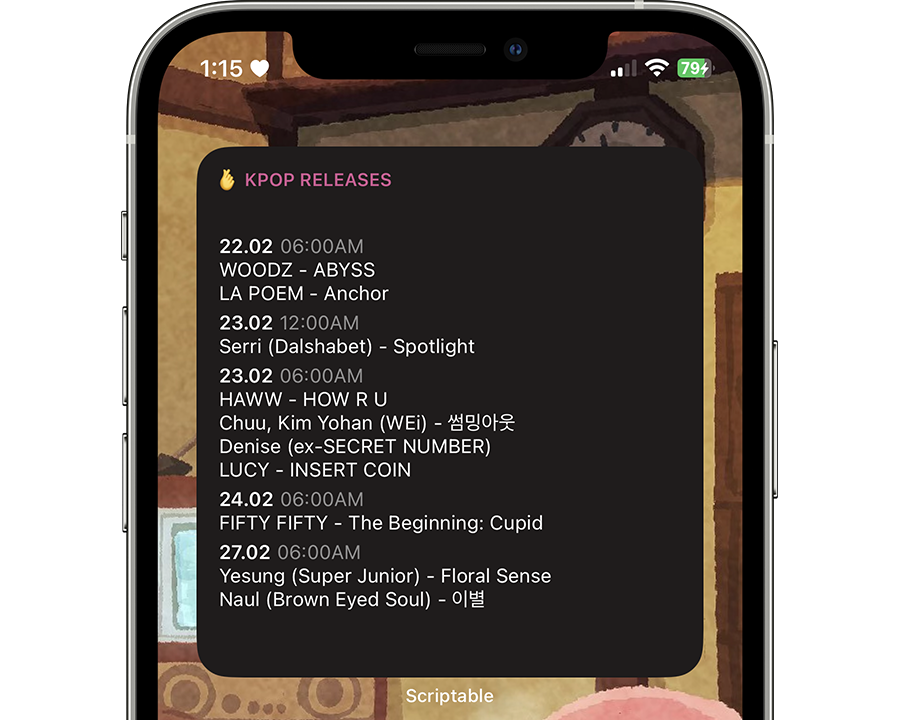 1:15
79
KPOP RELEASES
22.02 06:00AM
WOODZ - ABYSS
LA POEM - Anchor
23.02 12:00AM
Serri (Dalshabet) - Spotlight
23.02 06:00AM
HAWW - HOW R U
Chuu, Kim Yohan (WEi) - 썸밍아웃
Denise (ex-SECRET NUMBER)
LUCY - INSERT COIN
24.02 06:00AM
FIFTY FIFTY - The Beginning: Cupid
27.02 06:00AM
Yesung (Super Junior) - Floral Sense
Naul (Brown Eyed Soul) - 이별
Scriptable